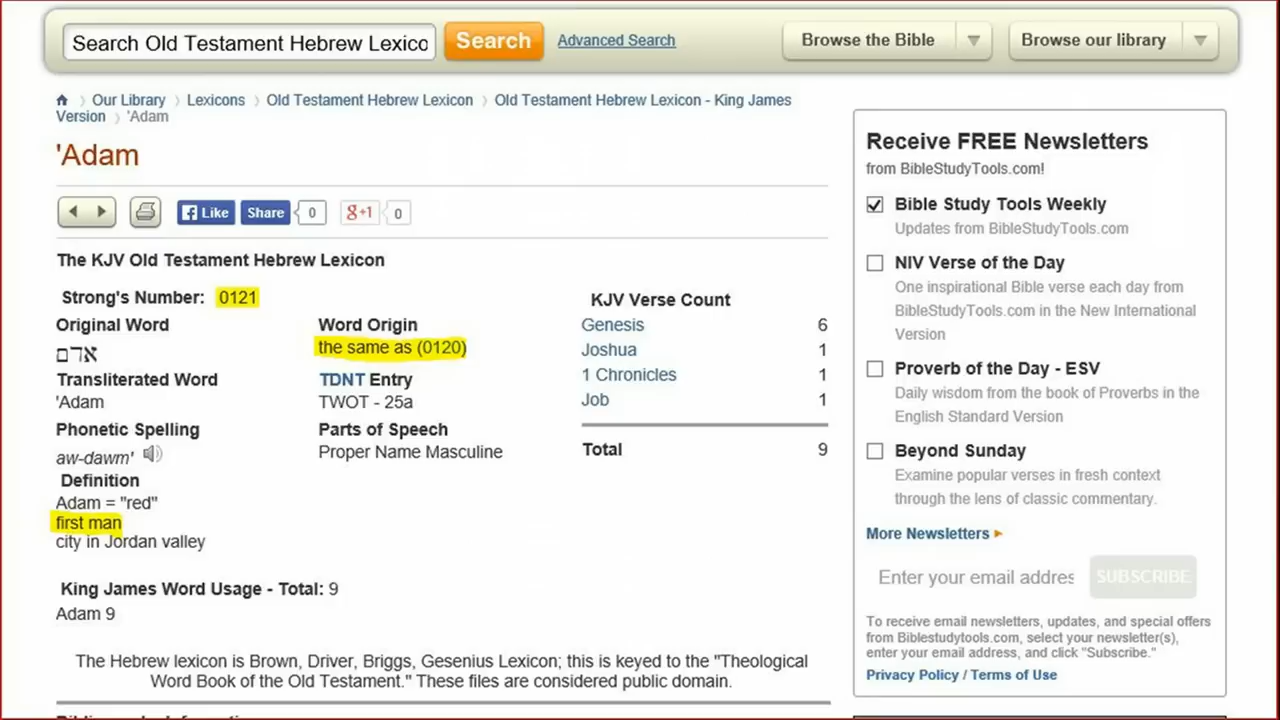 Search Old Testament Hebrew Lexico
Search
Advanced Search
Browse the Bible
Browse our library
Our Library
Lexicons
Old Testament Hebrew Lexicon
Old Testament Hebrew Lexicon - King James
Version
'Adam
'Adam
Like
Share
0
g+1
0
The KJV Old Testament Hebrew Lexicon
Strong's Number: 0121
Original Word
Word Origin
אדם
the same as (0120)
Transliterated Word
TDNT Entry
'Adam
TWOT - 25a
Phonetic Spelling
Parts of Speech
aw-dawm'
Proper Name Masculine
Definition
Adam = "red"
first man
city in Jordan valley
KJV Verse Count
Genesis 6
Joshua 1
1 Chronicles 1
Job 1
Total 9
King James Word Usage - Total: 9
Adam 9
The Hebrew lexicon is Brown, Driver, Briggs, Gesenius Lexicon; this is keyed to the "Theological
Word Book of the Old Testament." These files are considered public domain.
Receive FREE Newsletters
from BibleStudyTools.com!
Bible Study Tools Weekly
Updates from BibleStudyTools.com
NIV Verse of the Day
One inspirational Bible verse each day from
BibleStudyTools.com in the New International
Version
Proverb of the Day - ESV
Daily wisdom from the book of Proverbs in the
English Standard Version
Beyond Sunday
Examine popular verses in fresh context
through the lens of classic commentary.
More Newsletters
Enter your email addres
SUBSCRIBE
To receive email newsletters, updates, and special offers
from Biblestudytools.com, select your newsletter(s),
enter your email address, and click "Subscribe."
Privacy Policy / Terms of Use